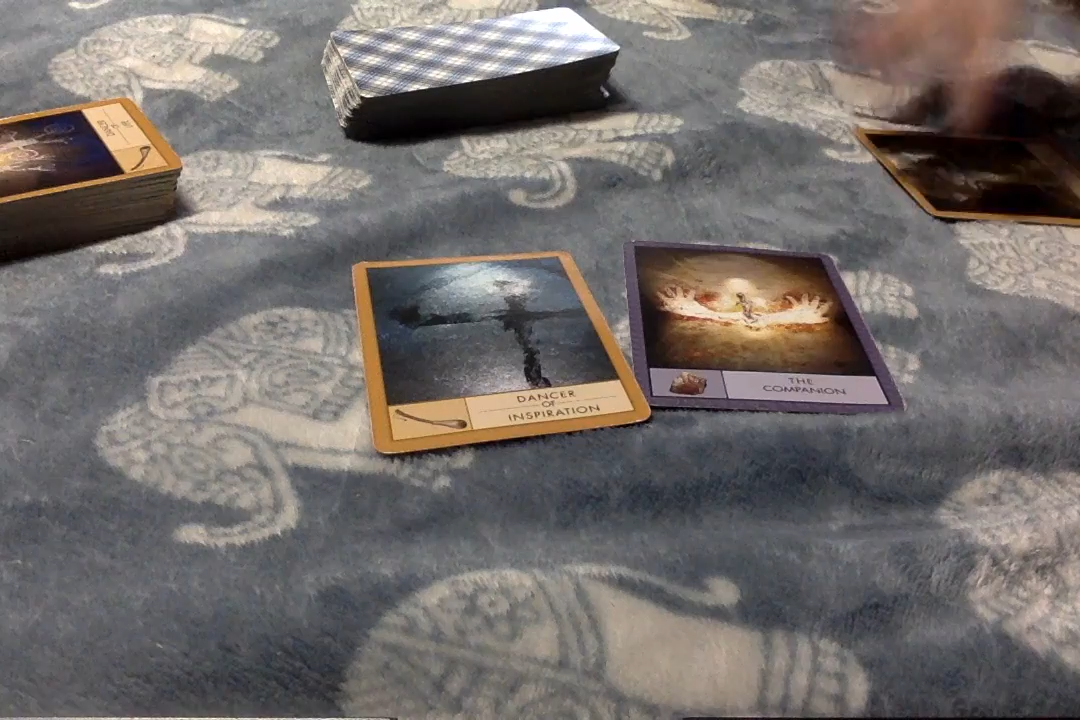 DANCER
OF
INSPIRATION
THE
COMPANION